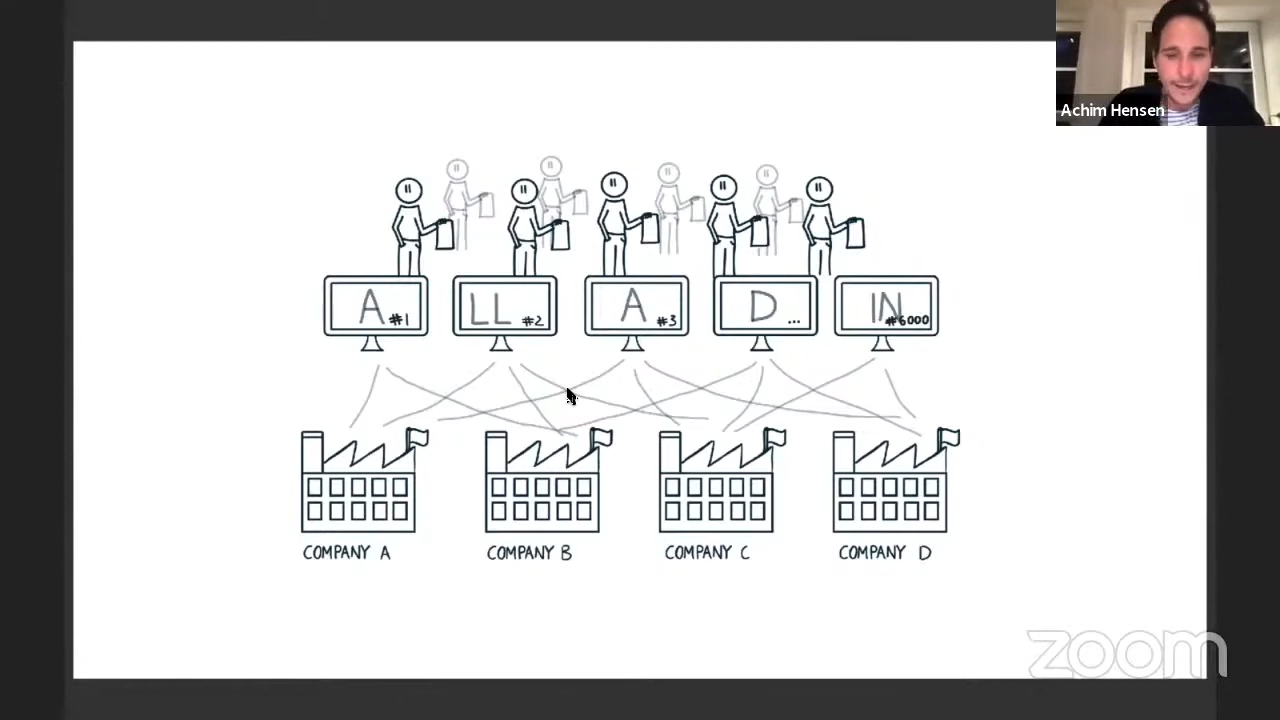 Achim Hensen
A #1
LL #2
A #3
D ...
IN #6000
COMPANY A
COMPANY B
COMPANY C
COMPANY D
zoom